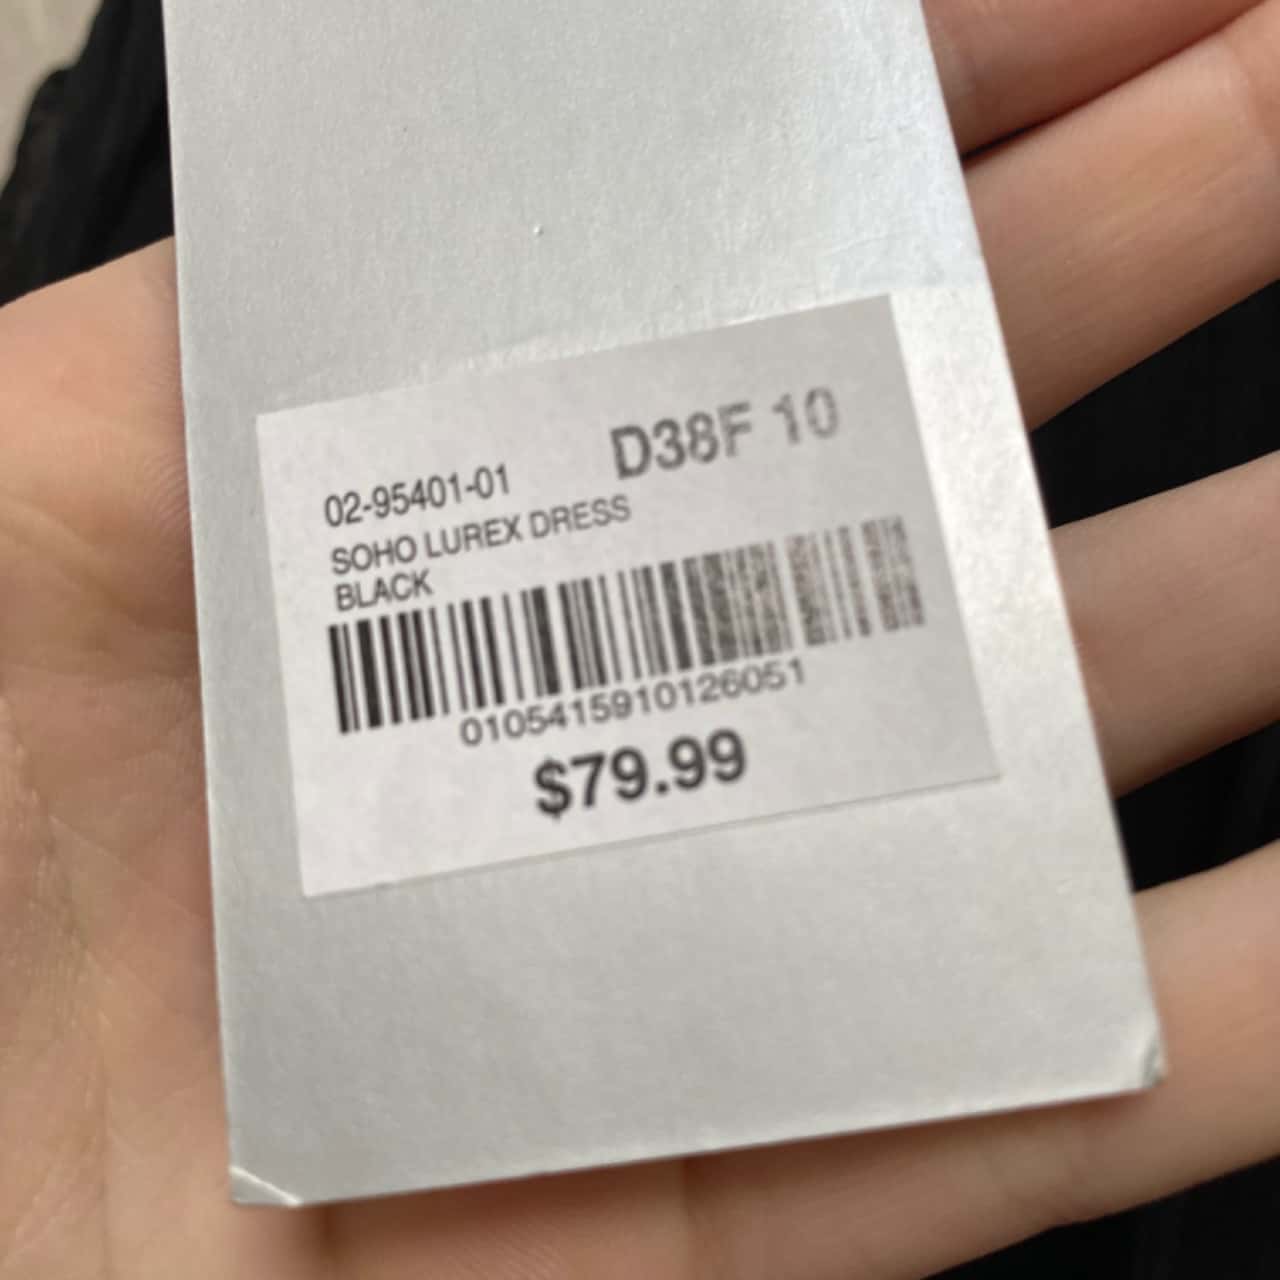 D38F 10
02-95401-01
SOHO LUREX DRESS
BLACK
0105415910126051
$79.99